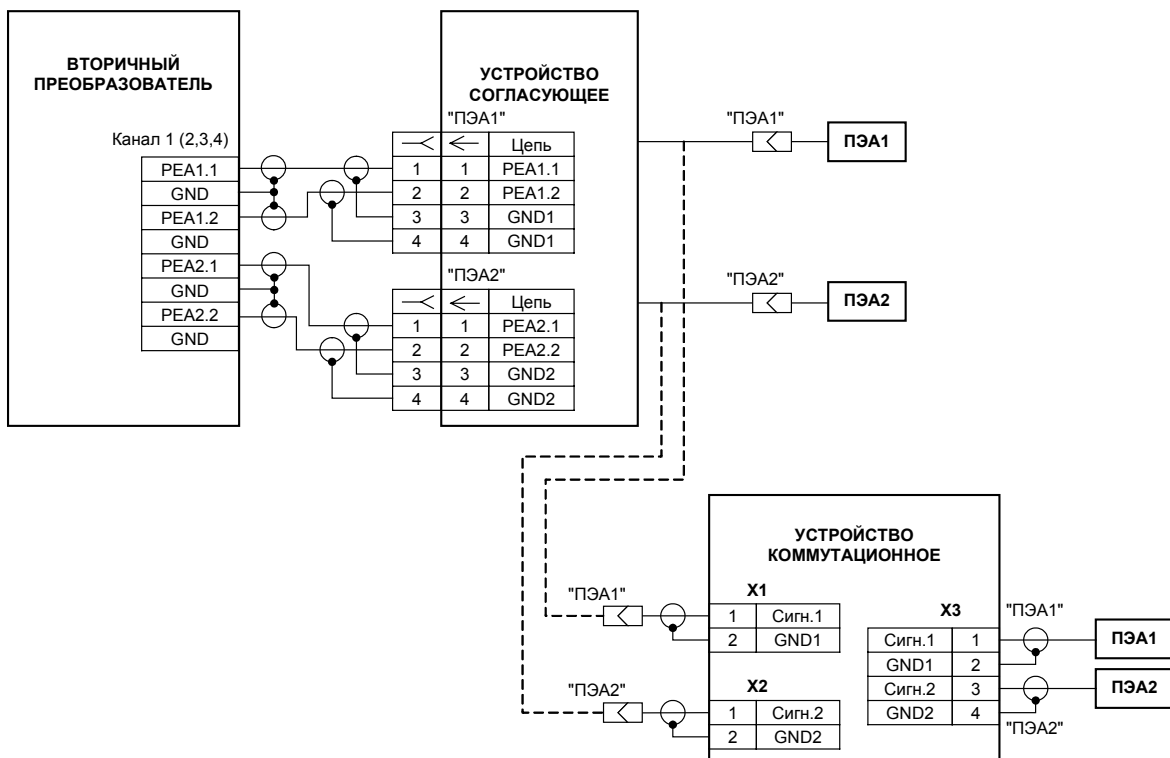 ВТОРИЧНЫЙ
ПРЕОБРАЗОВАТЕЛЬ
Канал 1 (2,3,4)
PEA1.1
GND
PEA1.2
GND
PEA2.1
GND
PEA2.2
GND
УСТРОЙСТВО
СОГЛАСУЮЩЕЕ
"ПЭА1"
Цепь
1 1 PEA1.1
2 2 PEA1.2
3 3 GND1
4 4 GND1
"ПЭА2"
Цепь
1 1 PEA2.1
2 2 PEA2.2
3 3 GND2
4 4 GND2
"ПЭА1"
ПЭА1
"ПЭА2"
ПЭА2
УСТРОЙСТВО
КОММУТАЦИОННОЕ
"ПЭА1"
X1
1 Сигн.1
2 GND1
"ПЭА2"
X2
1 Сигн.2
2 GND2
X3
Сигн.1 1
GND1 2
Сигн.2 3
GND2 4
"ПЭА1"
ПЭА1
ПЭА2
"ПЭА2"